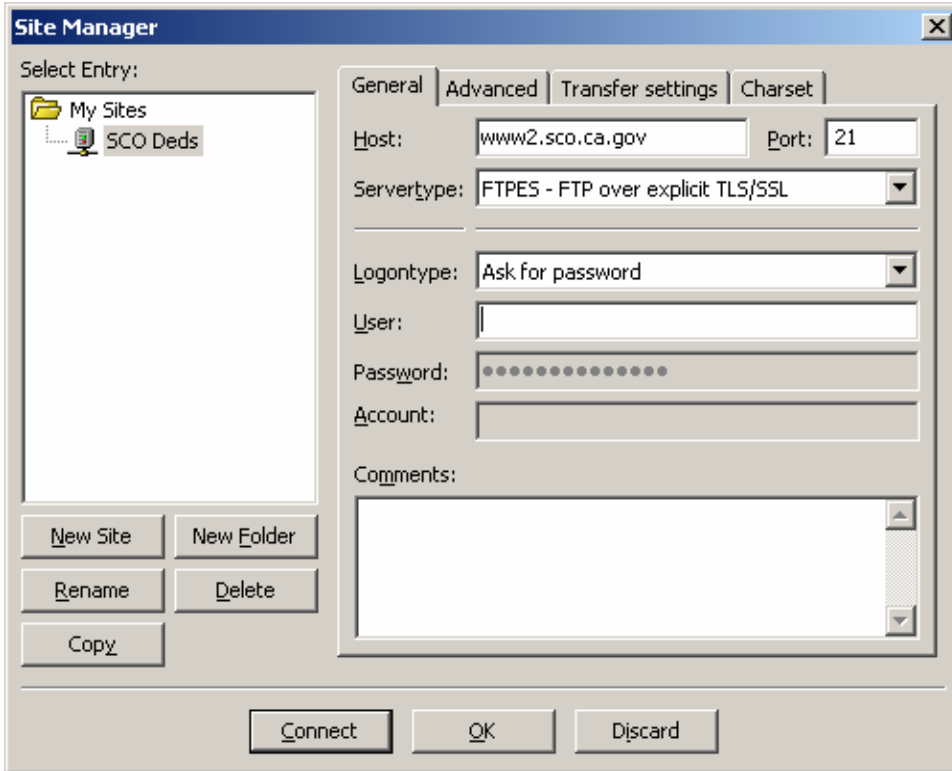 Site Manager
Select Entry:
My Sites
SCO Deds
New Site
New Folder
Rename
Delete
Copy
General
Advanced
Transfer settings
Charset
Host:
www2.sco.ca.gov
Port:
21
Servertype:
FTPES - FTP over explicit TLS/SSL
Logontype:
Ask for password
User:
Password:
●●●●●●●●●●●●●●
Account:
Comments:
Connect
OK
Discard